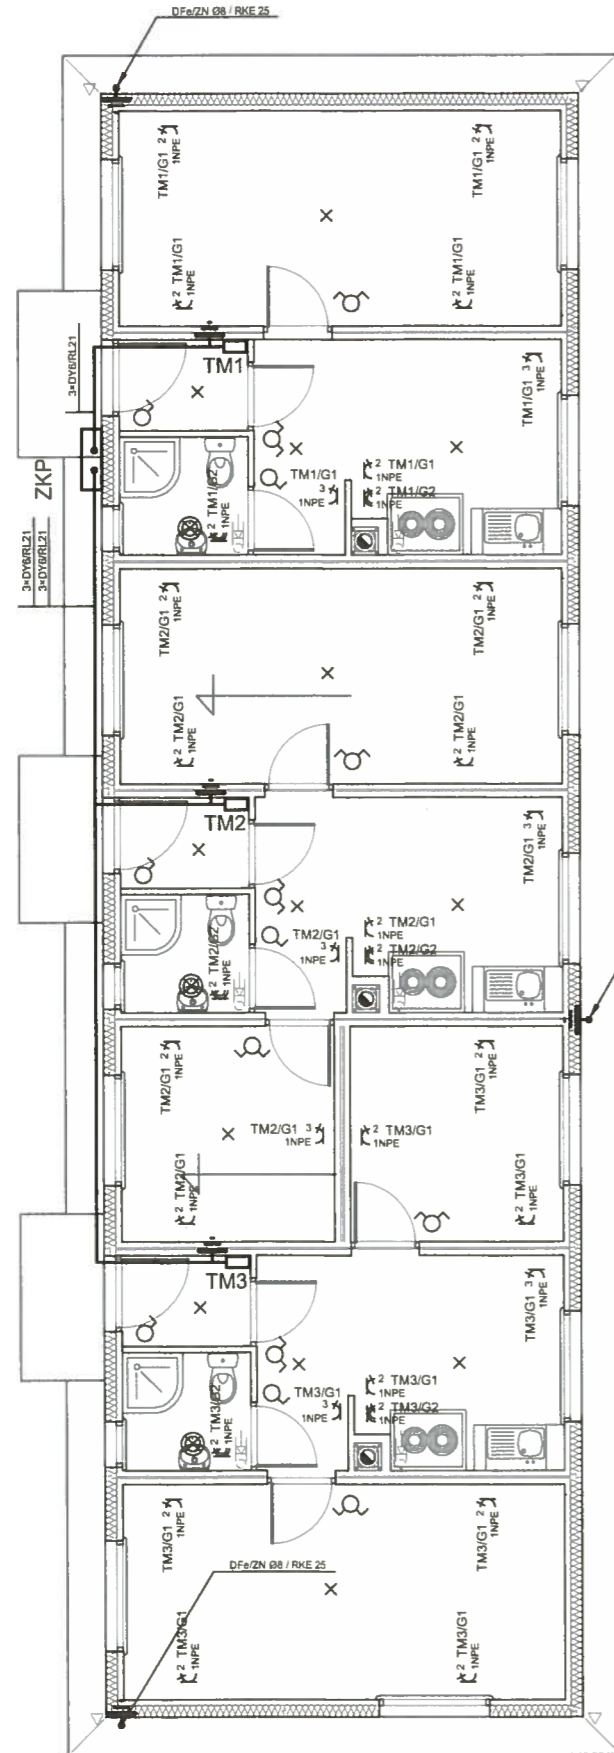 DFe/ZN Ø8 / RKE 25
TM1/G1 2
1NPE
TM1/G1 2
1NPE
2 TM1/G1
1NPE
2 TM1/G1
1NPE
3×DY6/RL21
TM1
TM1/G1 3
1NPE
ZKP
2 TM1/G2
1NPE
TM1/G1
3
1NPE
2 TM1/G1
1NPE
2 TM1/G2
1NPE
3×DY6/RL21
3×DY6/RL21
TM2/G1 2
1NPE
TM2/G1 2
1NPE
2 TM2/G1
1NPE
2 TM2/G1
1NPE
TM2
TM2/G1 3
1NPE
2 TM2/G2
1NPE
TM2/G1
3
1NPE
2 TM2/G1
1NPE
2 TM2/G2
1NPE
TM2/G1 2
1NPE
TM3/G1 2
1NPE
TM2/G1 3
1NPE
2 TM3/G1
1NPE
2 TM2/G1
1NPE
2 TM3/G1
1NPE
TM3
TM3/G1 3
1NPE
2 TM3/G2
1NPE
TM3/G1
3
1NPE
2 TM3/G1
1NPE
2 TM3/G2
1NPE
TM3/G1 2
1NPE
TM3/G1 2
1NPE
DFe/ZN Ø8 / RKE 25
2 TM3/G1
1NPE
2 TM3/G1
1NPE